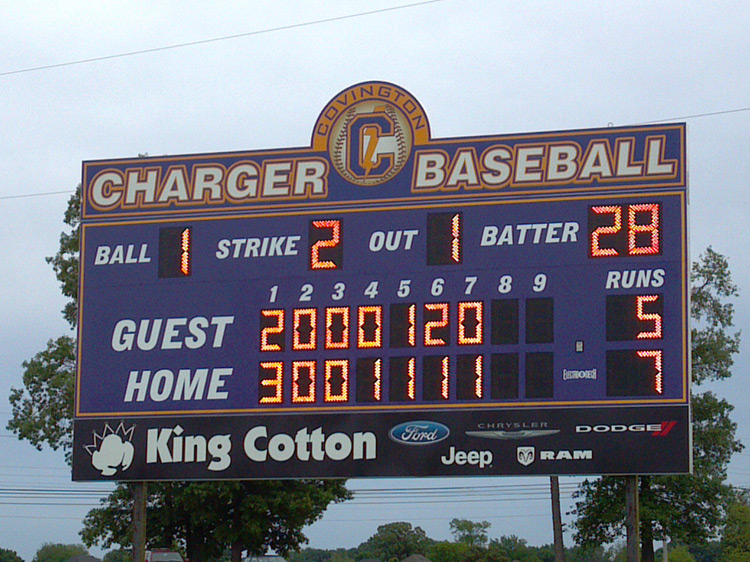 COVINGTON
C
CHARGER BASEBALL
BALL 1 STRIKE 2 OUT 1 BATTER 28
1 2 3 4 5 6 7 8 9 RUNS
GUEST 2 0 0 0 1 2 0 5
HOME 3 0 0 1 1 1 1 ELECTRO-MECH 7
King Cotton Ford CHRYSLER DODGE
Jeep RAM